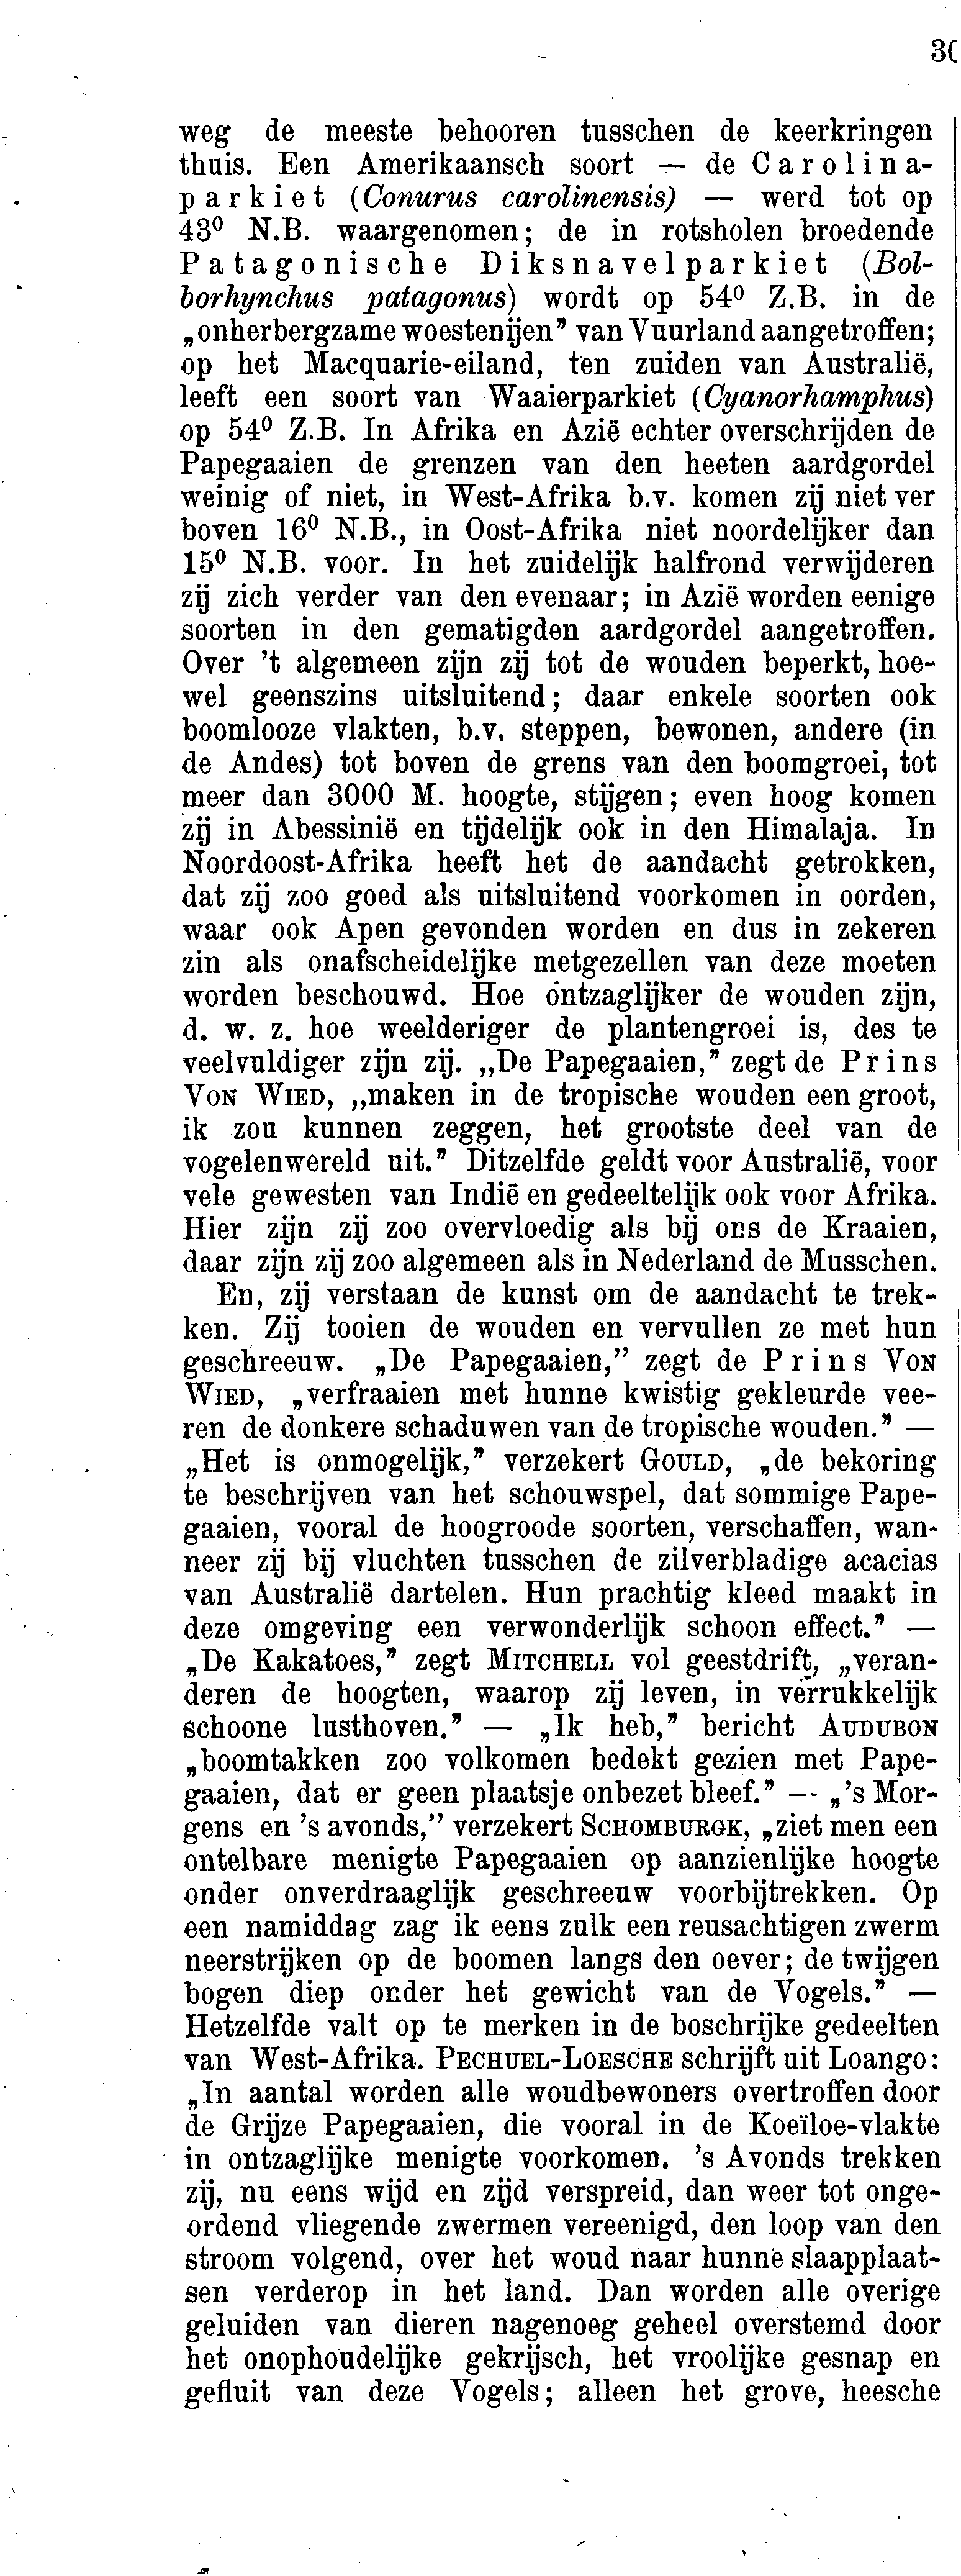 30
weg de meeste behooren tusschen de keerkringen
thuis. Een Amerikaansch soort — de Carolina-
parkiet (Conurus carolinensis) — werd tot op
43⁰ N.B. waargenomen; de in rotsholen broedende
Patagonische Diksnavelparkiet (Bol-
borhynchus patagonus) wordt op 54⁰ Z.B. in de
„onherbergzame woestenijen” van Vuurland aangetroffen;
op het Macquarie-eiland, ten zuiden van Australië,
leeft een soort van Waaierparkiet (Cyanorhamphus)
op 54⁰ Z.B. In Afrika en Azië echter overschrijden de
Papegaaien de grenzen van den heeten aardgordel
weinig of niet, in West-Afrika b.v. komen zij niet ver
boven 16⁰ N.B., in Oost-Afrika niet noordelijker dan
15⁰ N.B. voor. In het zuidelijk halfrond verwijderen
zij zich verder van den evenaar; in Azië worden eenige
soorten in den gematigden aardgordel aangetroffen.
Over 't algemeen zijn zij tot de wouden beperkt, hoe-
wel geenszins uitsluitend; daar enkele soorten ook
boomlooze vlakten, b.v. steppen, bewonen, andere (in
de Andes) tot boven de grens van den boomgroei, tot
meer dan 3000 M. hoogte, stijgen; even hoog komen
zij in Abessinië en tijdelijk ook in den Himalaja. In
Noordoost-Afrika heeft het de aandacht getrokken,
dat zij zoo goed als uitsluitend voorkomen in oorden,
waar ook Apen gevonden worden en dus in zekeren
zin als onafscheidelijke metgezellen van deze moeten
worden beschouwd. Hoe ontzaglijker de wouden zijn,
d. w. z. hoe weelderiger de plantengroei is, des te
veelvuldiger zijn zij. „De Papegaaien,” zegt de Prins
VON WIED, „maken in de tropische wouden een groot,
ik zou kunnen zeggen, het grootste deel van de
vogelenwereld uit.” Ditzelfde geldt voor Australië, voor
vele gewesten van Indië en gedeeltelijk ook voor Afrika.
Hier zijn zij zoo overvloedig als bij ons de Kraaien,
daar zijn zij zoo algemeen als in Nederland de Musschen.
En, zij verstaan de kunst om de aandacht te trek-
ken. Zij tooien de wouden en vervullen ze met hun
geschreeuw. „De Papegaaien,” zegt de Prins VON
WIED, „verfraaien met hunne kwistig gekleurde vee-
ren de donkere schaduwen van de tropische wouden.” —
„Het is onmogelijk,” verzekert GOULD, „de bekoring
te beschrijven van het schouwspel, dat sommige Pape-
gaaien, vooral de hoogroode soorten, verschaffen, wan-
neer zij bij vluchten tusschen de zilverbladige acacias
van Australië dartelen. Hun prachtig kleed maakt in
deze omgeving een verwonderlijk schoon effect.” —
„De Kakatoes,” zegt MITCHELL vol geestdrift, „veran-
deren de hoogten, waarop zij leven, in verrukkelijk
schoone lusthoven.” — „Ik heb,” bericht AUDUBON
„boomtakken zoo volkomen bedekt gezien met Pape-
gaaien, dat er geen plaatsje onbezet bleef.” — „'s Mor-
gens en 's avonds,” verzekert SCHOMBURGK, „ziet men een
ontelbare menigte Papegaaien op aanzienlijke hoogte
onder onverdraaglijk geschreeuw voorbijtrekken. Op
een namiddag zag ik eens zulk een reusachtigen zwerm
neerstrijken op de boomen langs den oever; de twijgen
bogen diep onder het gewicht van de Vogels.” —
Hetzelfde valt op te merken in de boschrijke gedeelten
van West-Afrika. PECHUEL-LOESCHE schrijft uit Loango:
„In aantal worden alle woudbewoners overtroffen door
de Grijze Papegaaien, die vooral in de Koeïloe-vlakte
in ontzaglijke menigte voorkomen. 's Avonds trekken
zij, nu eens wijd en zijd verspreid, dan weer tot onge-
ordend vliegende zwermen vereenigd, den loop van den
stroom volgend, over het woud naar hunne slaapplaat-
sen verderop in het land. Dan worden alle overige
geluiden van dieren nagenoeg geheel overstemd door
het onophoudelijke gekrijsch, het vroolijke gesnap en
gefluit van deze Vogels; alleen het grove, heesche